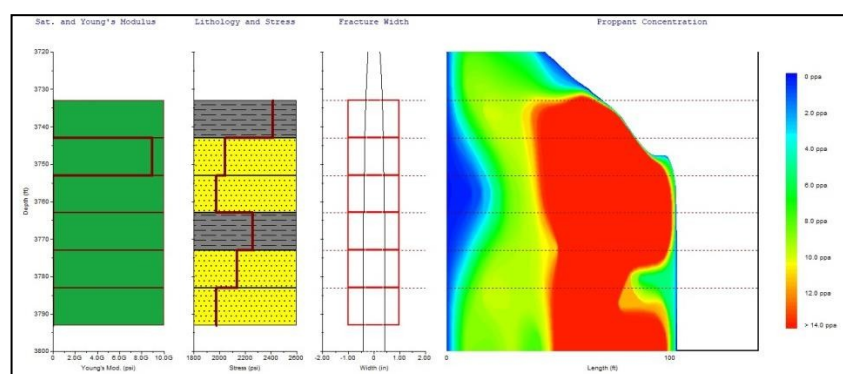 Sat. and Young's Modulus Lithology and Stress Fracture Width Proppant Concentration
3720
3730
3740
3750
3760
3770
3780
3790
3800
Depth (ft)
0 ppa
2.0 ppa
4.0 ppa
6.0 ppa
8.0 ppa
10.0 ppa
12.0 ppa
> 14.0 ppa
0G 2.0G 4.0G 6.0G 8.0G 10.0G 1800 2000 2200 2400 2600 -2.00 -1.00 0 1.00 2.00 0 100
Young's Mod. (psi) Stress (psi) Width (in) Length (ft)